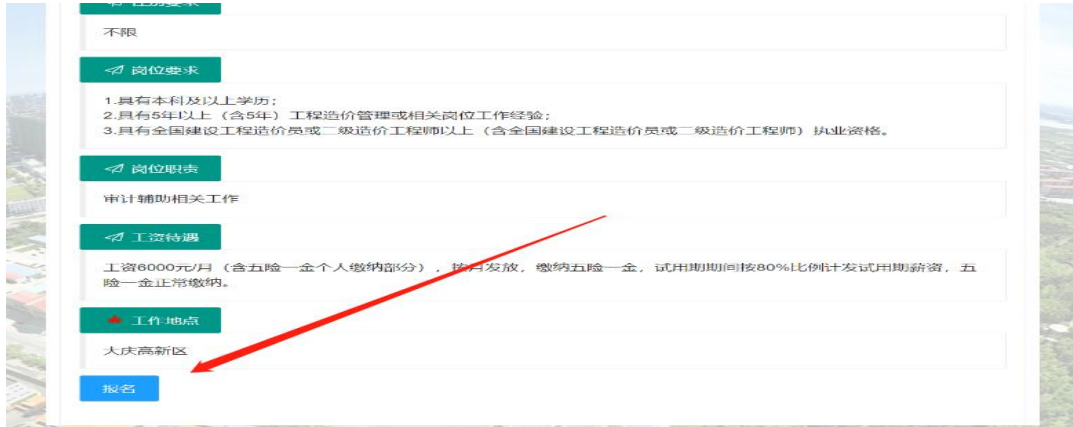 不限
岗位要求
1.具有本科及以上学历；
2.具有5年以上（含5年）工程造价管理或相关岗位工作经验；
3.具有全国建设工程造价员或二级造价工程师以上（含全国建设工程造价员或二级造价工程师）执业资格。
岗位职责
审计辅助相关工作
工资待遇
工资6000元/月（含五险一金个人缴纳部分），按月发放，缴纳五险一金，试用期期间按80%比例计发试用期薪资，五
险一金正常缴纳。
工作地点
大庆高新区
报名